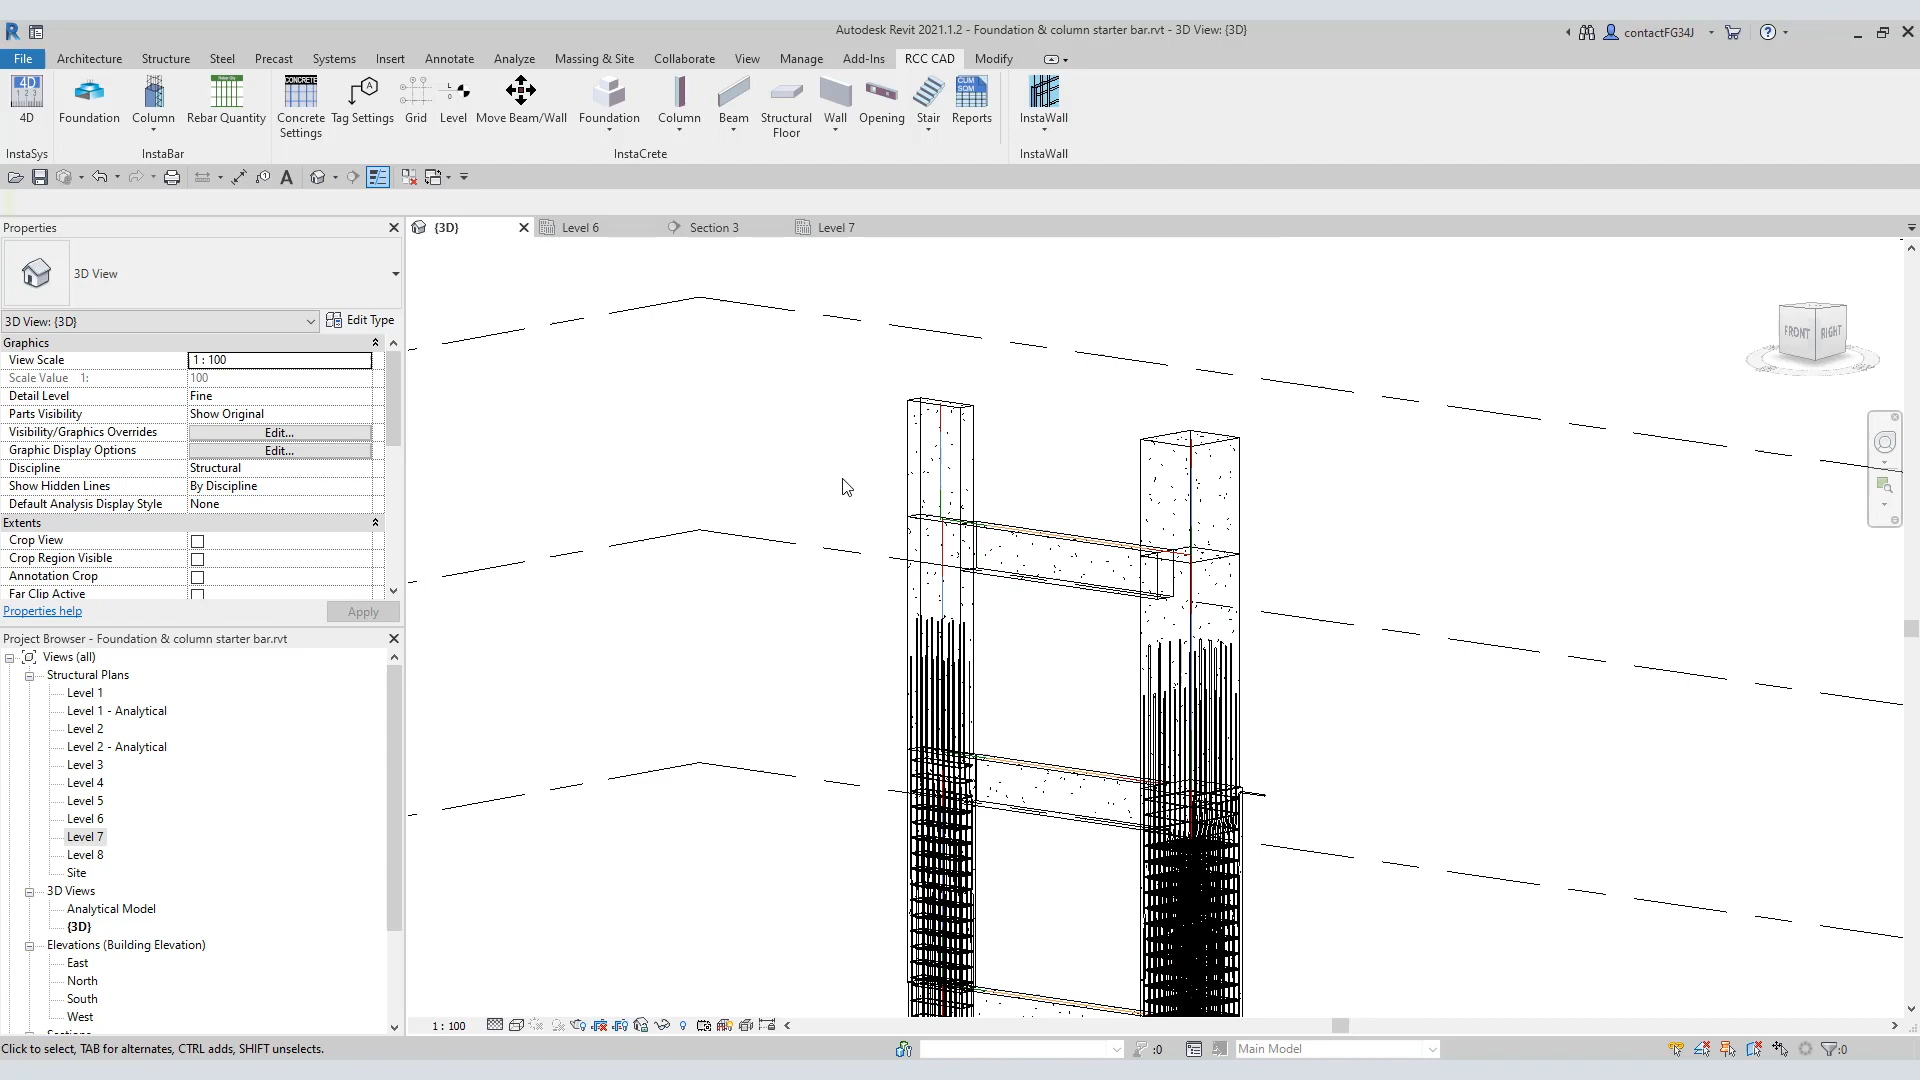 Autodesk Revit 2021.1.2 - Foundation & column starter bar.rvt - 3D View: {3D}
contactFG34J
File Architecture Structure Steel Precast Systems Insert Annotate Analyze Massing & Site Collaborate View Manage Add-Ins RCC CAD Modify
4D Foundation Column Rebar Quantity Concrete Settings Tag Settings Grid Level Move Beam/Wall Foundation Column Beam Structural Floor Wall Opening Stair Reports InstaWall
InstaSys InstaBar InstaCrete InstaWall
Properties
{3D} Level 6 Section 3 Level 7
3D View
3D View: {3D} Edit Type
Graphics
View Scale 1 : 100
Scale Value 1: 100
Detail Level Fine
Parts Visibility Show Original
Visibility/Graphics Overrides Edit...
Graphic Display Options Edit...
Discipline Structural
Show Hidden Lines By Discipline
Default Analysis Display Style None
Extents
Crop View
Crop Region Visible
Annotation Crop
Far Clip Active
Properties help Apply
FRONT RIGHT
Project Browser - Foundation & column starter bar.rvt
Views (all)
Structural Plans
Level 1
Level 1 - Analytical
Level 2
Level 2 - Analytical
Level 3
Level 4
Level 5
Level 6
Level 7
Level 8
Site
3D Views
Analytical Model
{3D}
Elevations (Building Elevation)
East
North
South
West
1 : 100
Click to select, TAB for alternates, CTRL adds, SHIFT unselects.
:0 Main Model :0